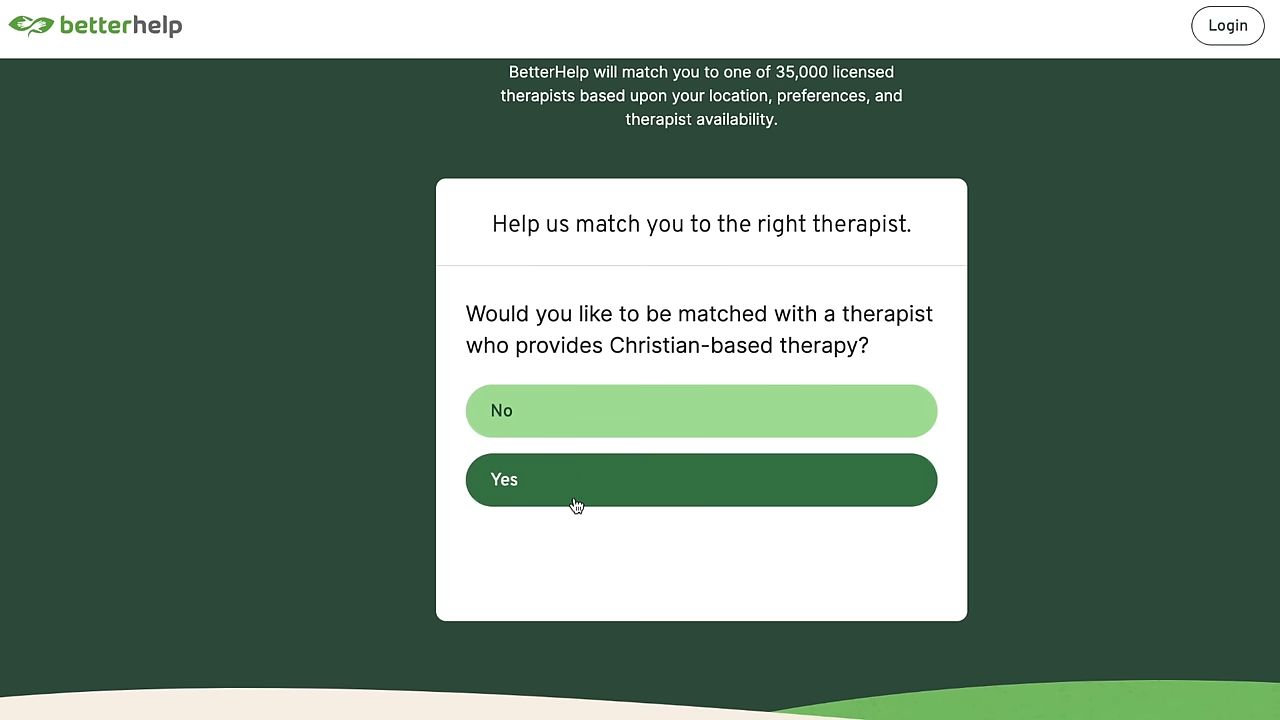 betterhelp
Login
BetterHelp will match you to one of 35,000 licensed
therapists based upon your location, preferences, and
therapist availability.
Help us match you to the right therapist.
Would you like to be matched with a therapist
who provides Christian-based therapy?
No
Yes